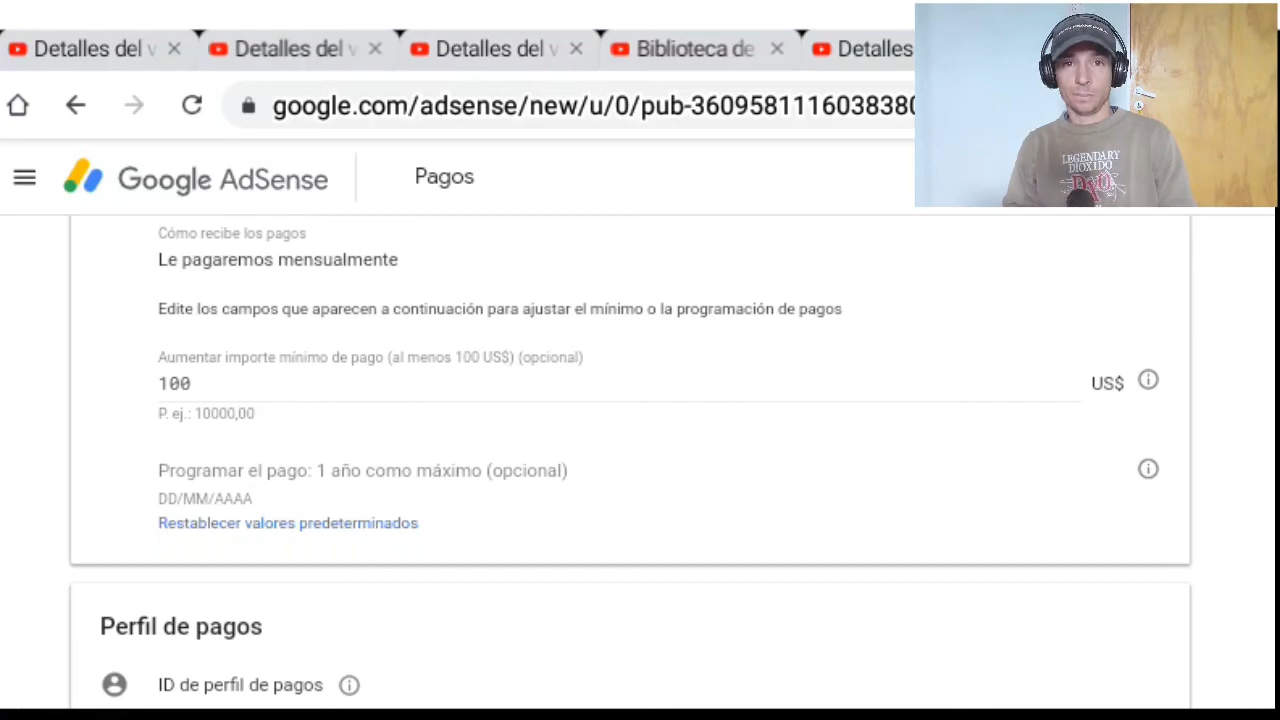 Detalles del v
Detalles del v
Detalles del v
Biblioteca de
Detalles
google.com/adsense/new/u/0/pub-3609581116038380
Google AdSense
Pagos
LEGENDARY
DIOXIDO
Cómo recibe los pagos
Le pagaremos mensualmente
Edite los campos que aparecen a continuación para ajustar el mínimo o la programación de pagos
Aumentar importe mínimo de pago (al menos 100 US$) (opcional)
100
US$
P. ej.: 10000,00
Programar el pago: 1 año como máximo (opcional)
DD/MM/AAAA
Restablecer valores predeterminados
Perfil de pagos
ID de perfil de pagos